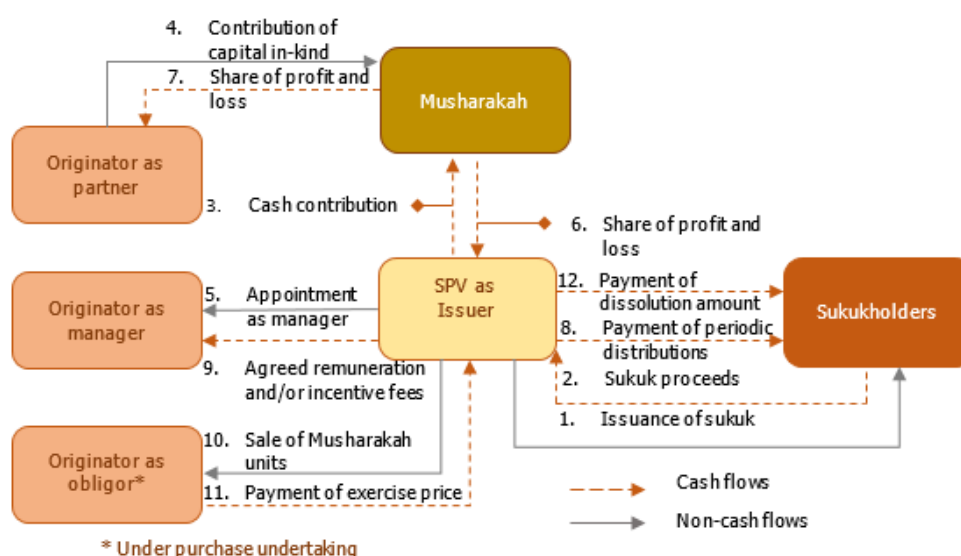 4. Contribution of
capital in-kind
7. Share of profit and
loss
Musharakah
Originator as
partner
3. Cash contribution
6. Share of profit and
loss
SPV as
Issuer
12. Payment of
dissolution amount
Sukukholders
Originator as
manager
5. Appointment
as manager
8. Payment of periodic
distributions
9. Agreed remuneration
and/or incentive fees
2. Sukuk proceeds
1. Issuance of sukuk
10. Sale of Musharakah
units
Originator as
obligor*
11. Payment of exercise price
Cash flows
Non-cash flows
* Under purchase undertaking